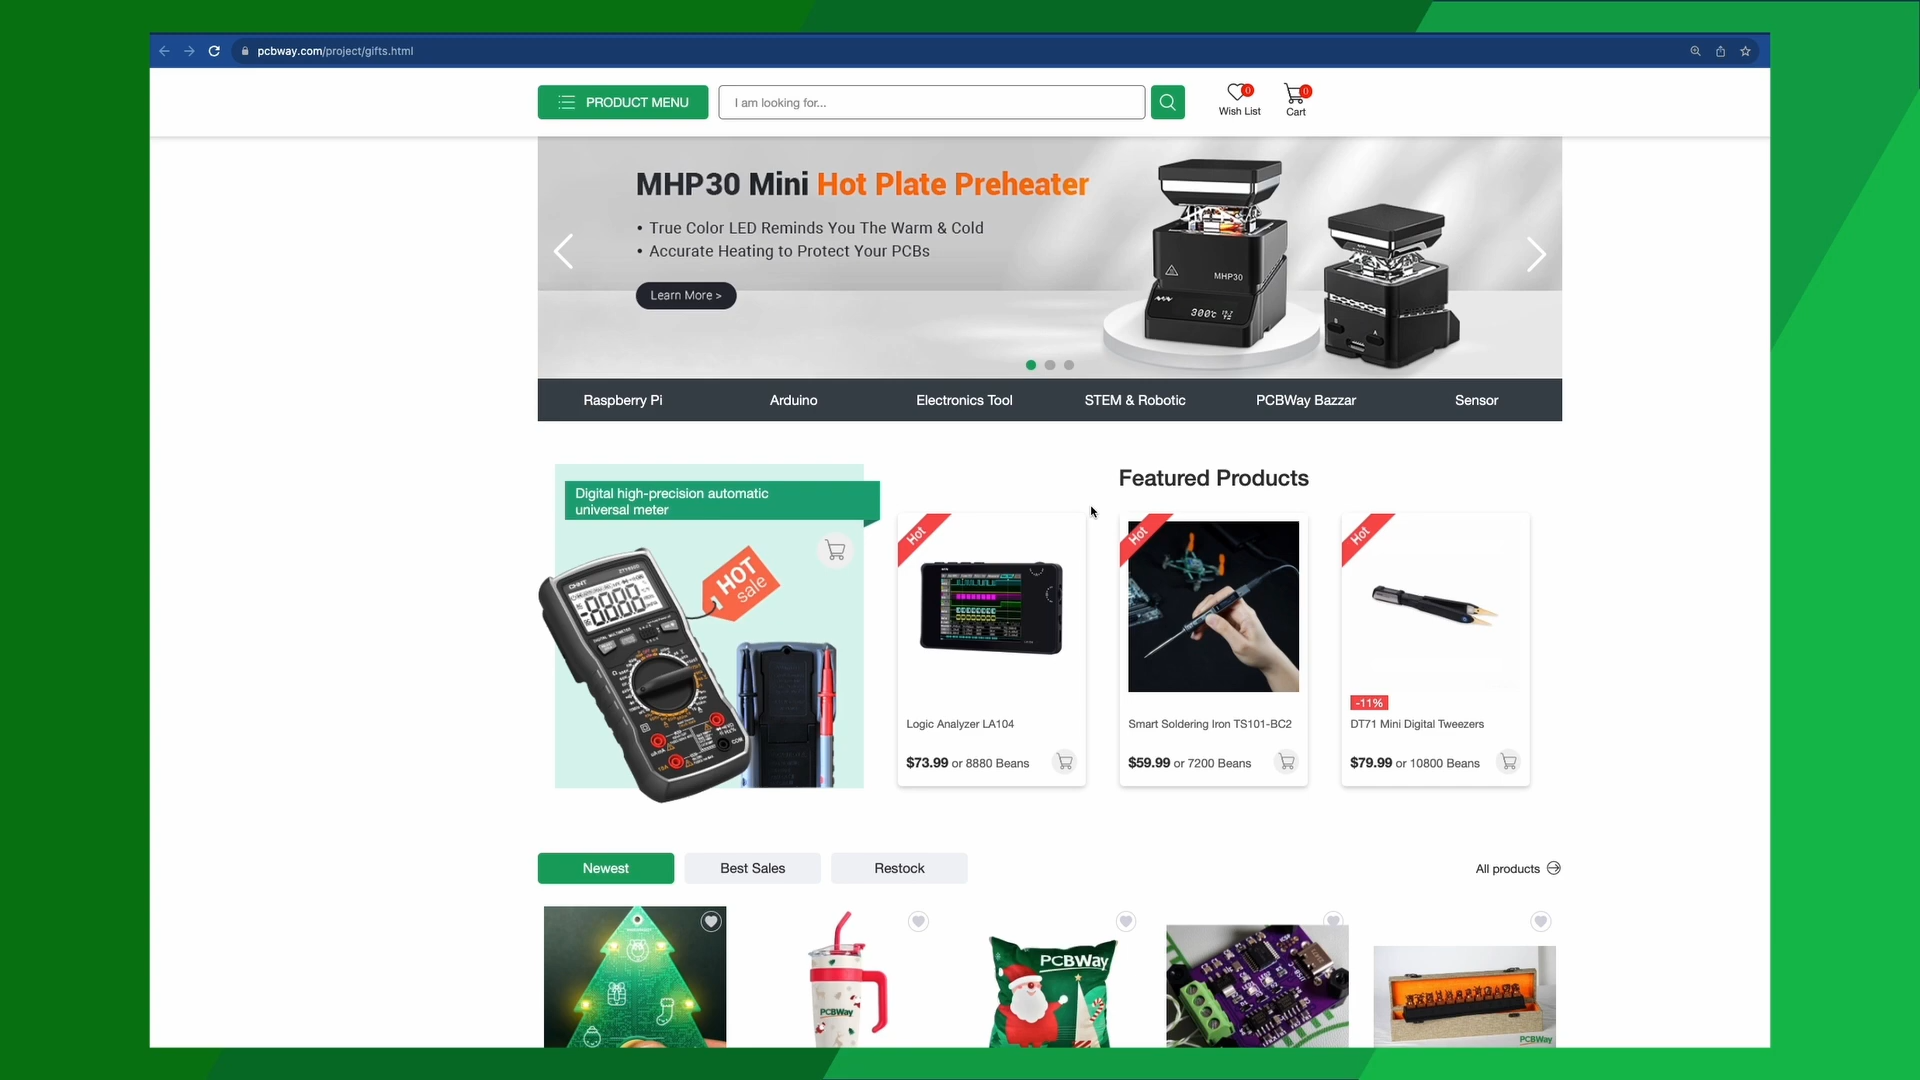 pcbway.com/project/gifts.html
PRODUCT MENU
I am looking for...
0
Wish List
0
Cart
MHP30 Mini Hot Plate Preheater
• True Color LED Reminds You The Warm & Cold
• Accurate Heating to Protect Your PCBs
Learn More >
MHP30
300℃
Raspberry Pi
Arduino
Electronics Tool
STEM & Robotic
PCBWay Bazzar
Sensor
Digital high-precision automatic
universal meter
HOT
sale
CHNT
COM
Featured Products
Hot
Logic Analyzer LA104
$73.99 or 8880 Beans
Hot
Smart Soldering Iron TS101-BC2
$59.99 or 7200 Beans
Hot
-11%
DT71 Mini Digital Tweezers
$79.99 or 10800 Beans
Newest
Best Sales
Restock
All products
PCBWay
PCBWay
PCBWay